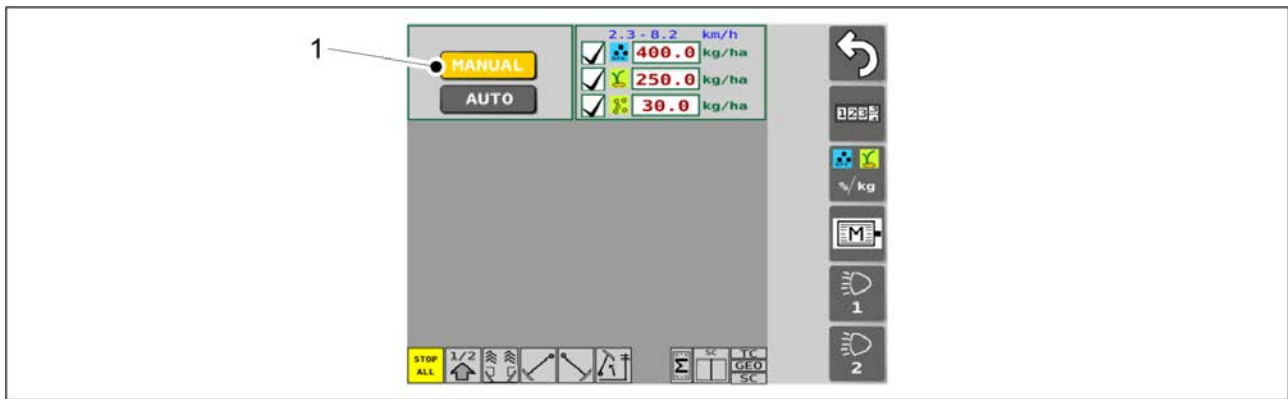 1
MANUAL
AUTO
2.3 - 8.2 km/h
400.0 kg/ha
250.0 kg/ha
30.0 kg/ha
%/kg
M
1
2
STOP
ALL
1/2
Σ
SC
TC
GEO
SC